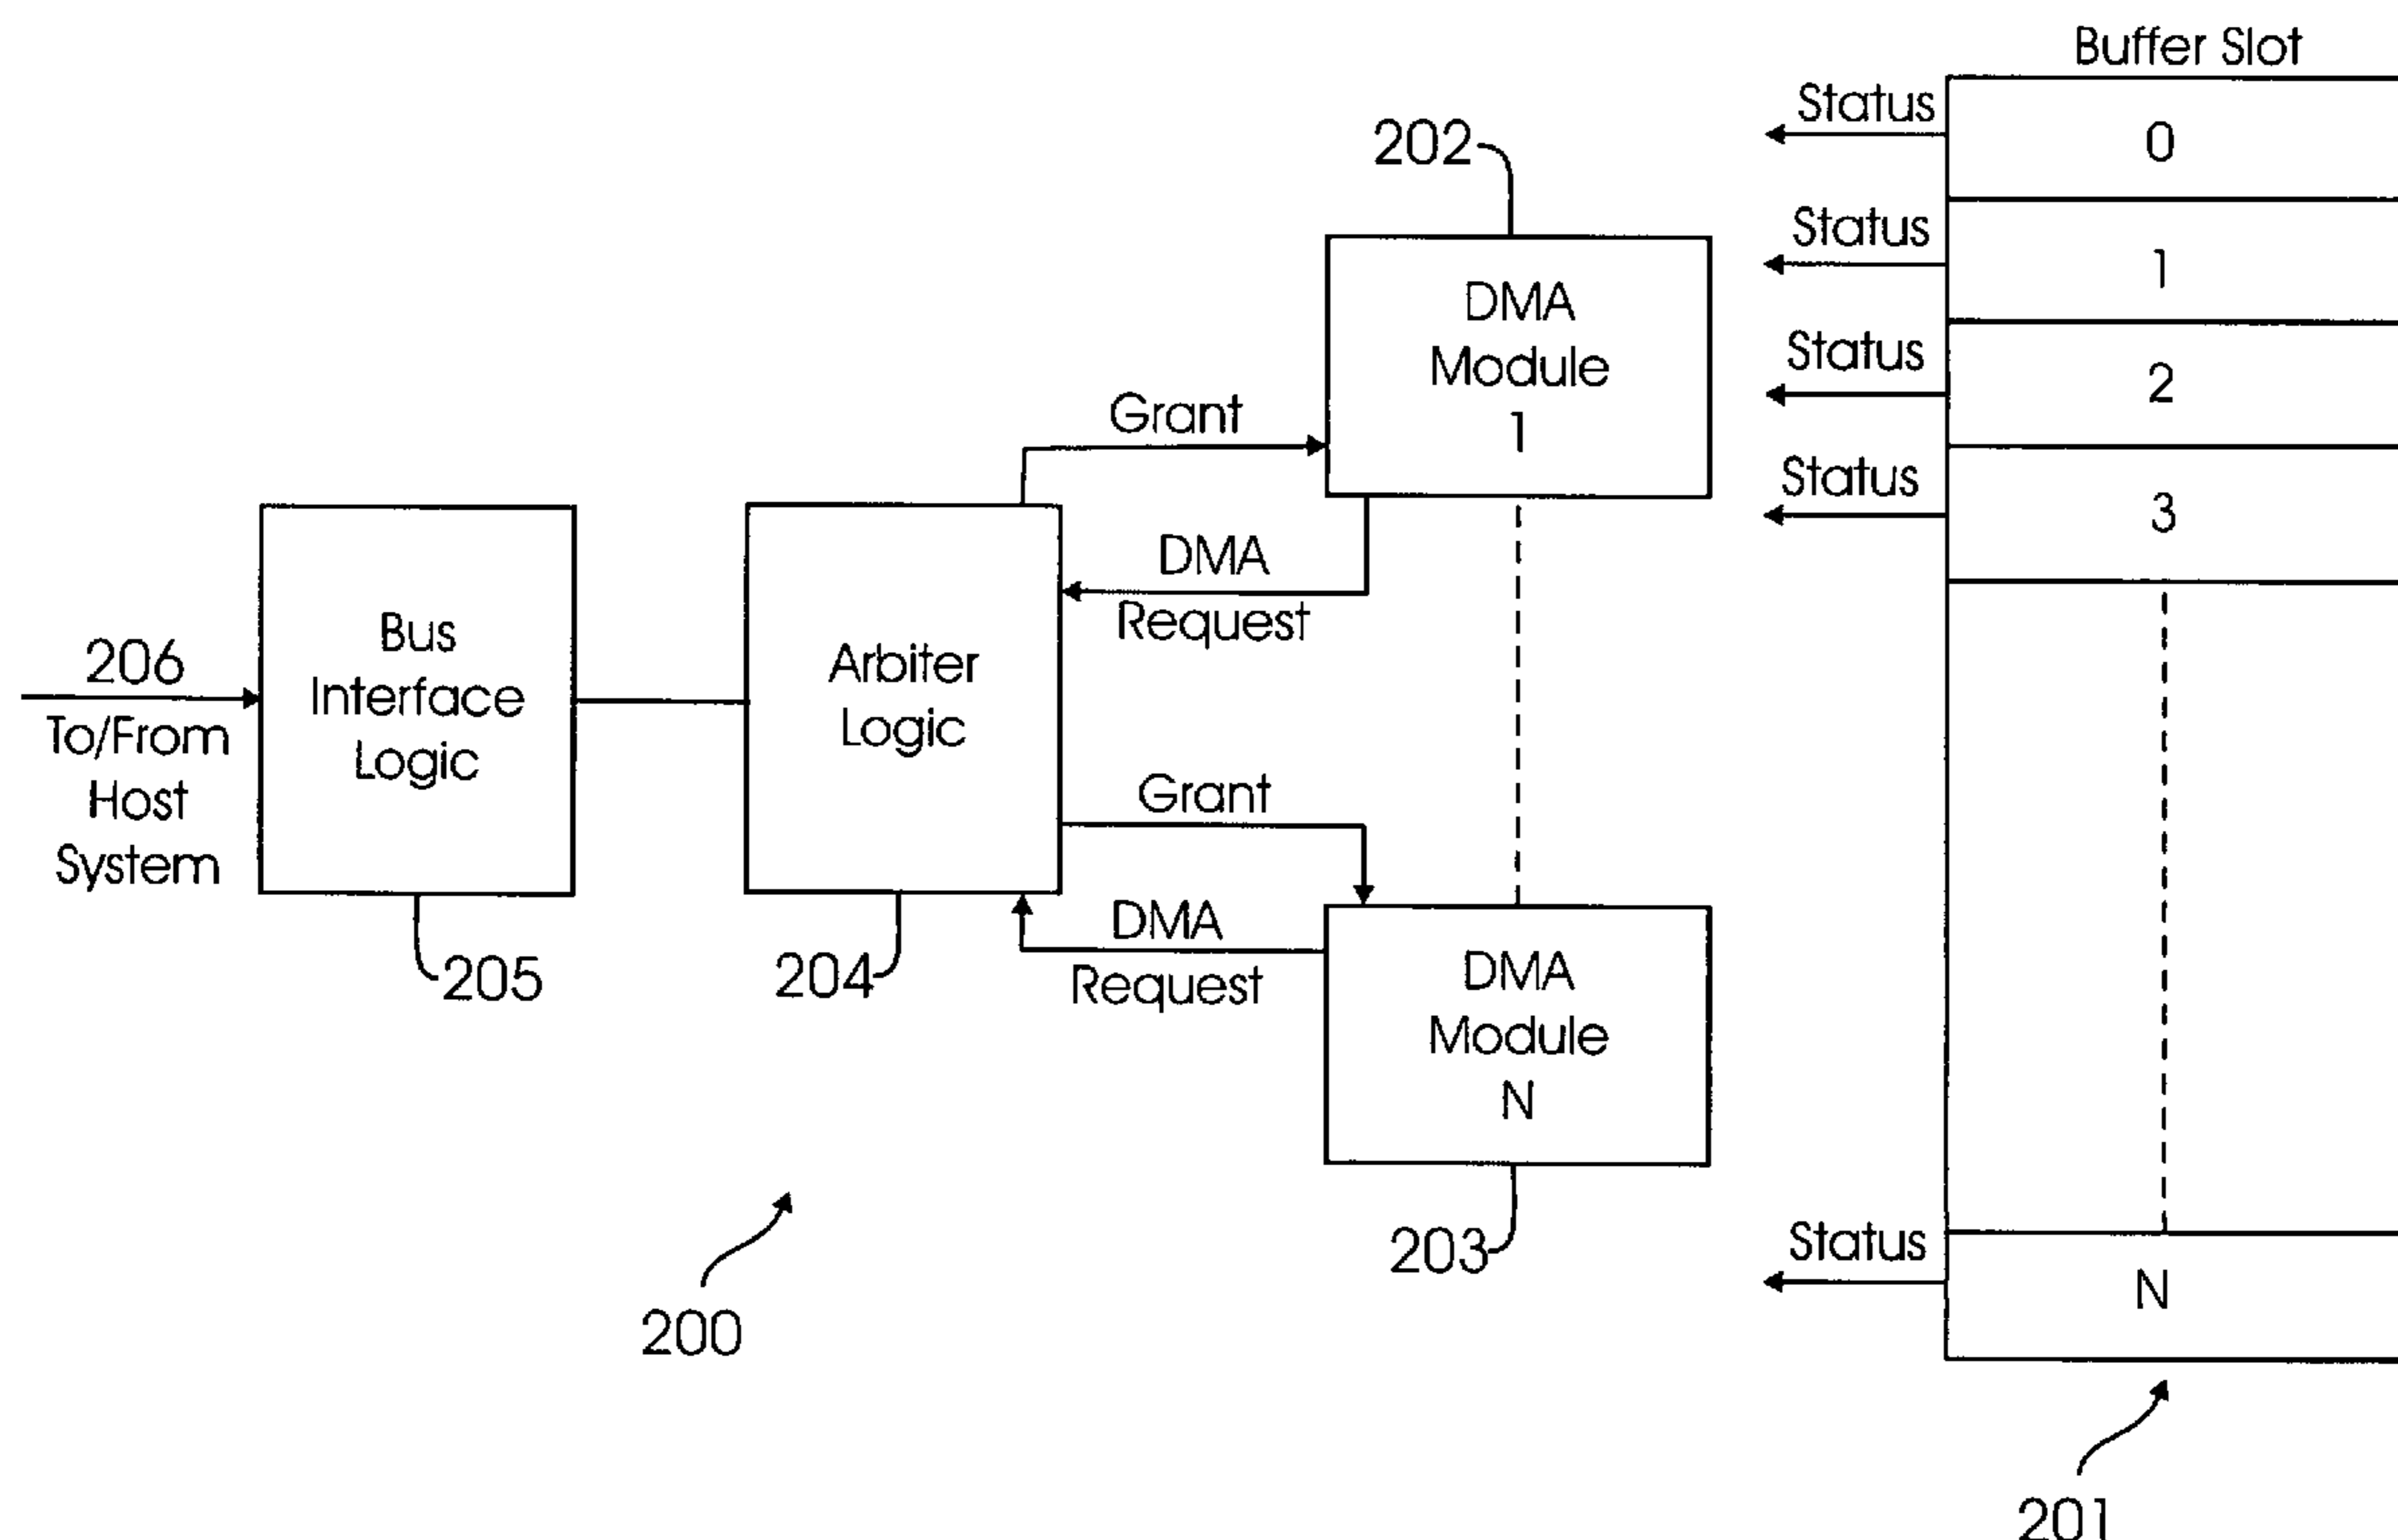 Buffer Slot
Status
0
Status
1
Status
2
Status
3
Status
N
201
202
DMA
Module
1
Grant
DMA
Request
Bus
Interface
Logic
205
Arbiter
Logic
204
206
To/From
Host
System
Grant
DMA
Request
DMA
Module
N
203
200